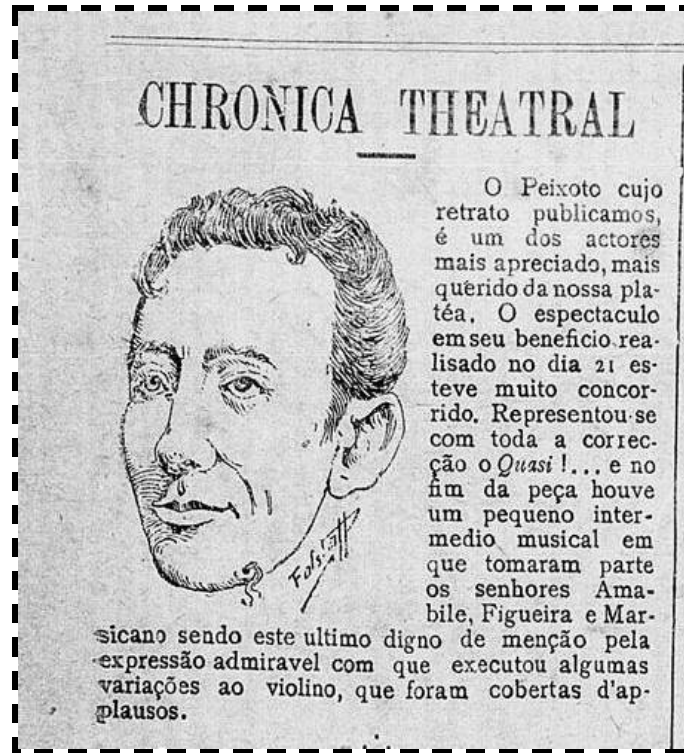 CHRONICA THEATRAL
O Peixoto cujo
retrato publicamos,
é um dos actores
mais apreciado, mais
querido da nossa pla-
téa. O espectaculo
em seu beneficio rea-
lisado no dia 21 es-
teve muito concor-
rido. Representou-se
com toda a correc-
ção o Quasi!... e no
fim da peça houve
um pequeno inter-
medio musical em
que tomaram parte
os senhores Ama-
bile, Figueira e Mar-
sicano sendo este ultimo digno de menção pela
expressão admiravel com que executou algumas
variações ao violino, que foram cobertas d'ap-
plausos.
Falstaff